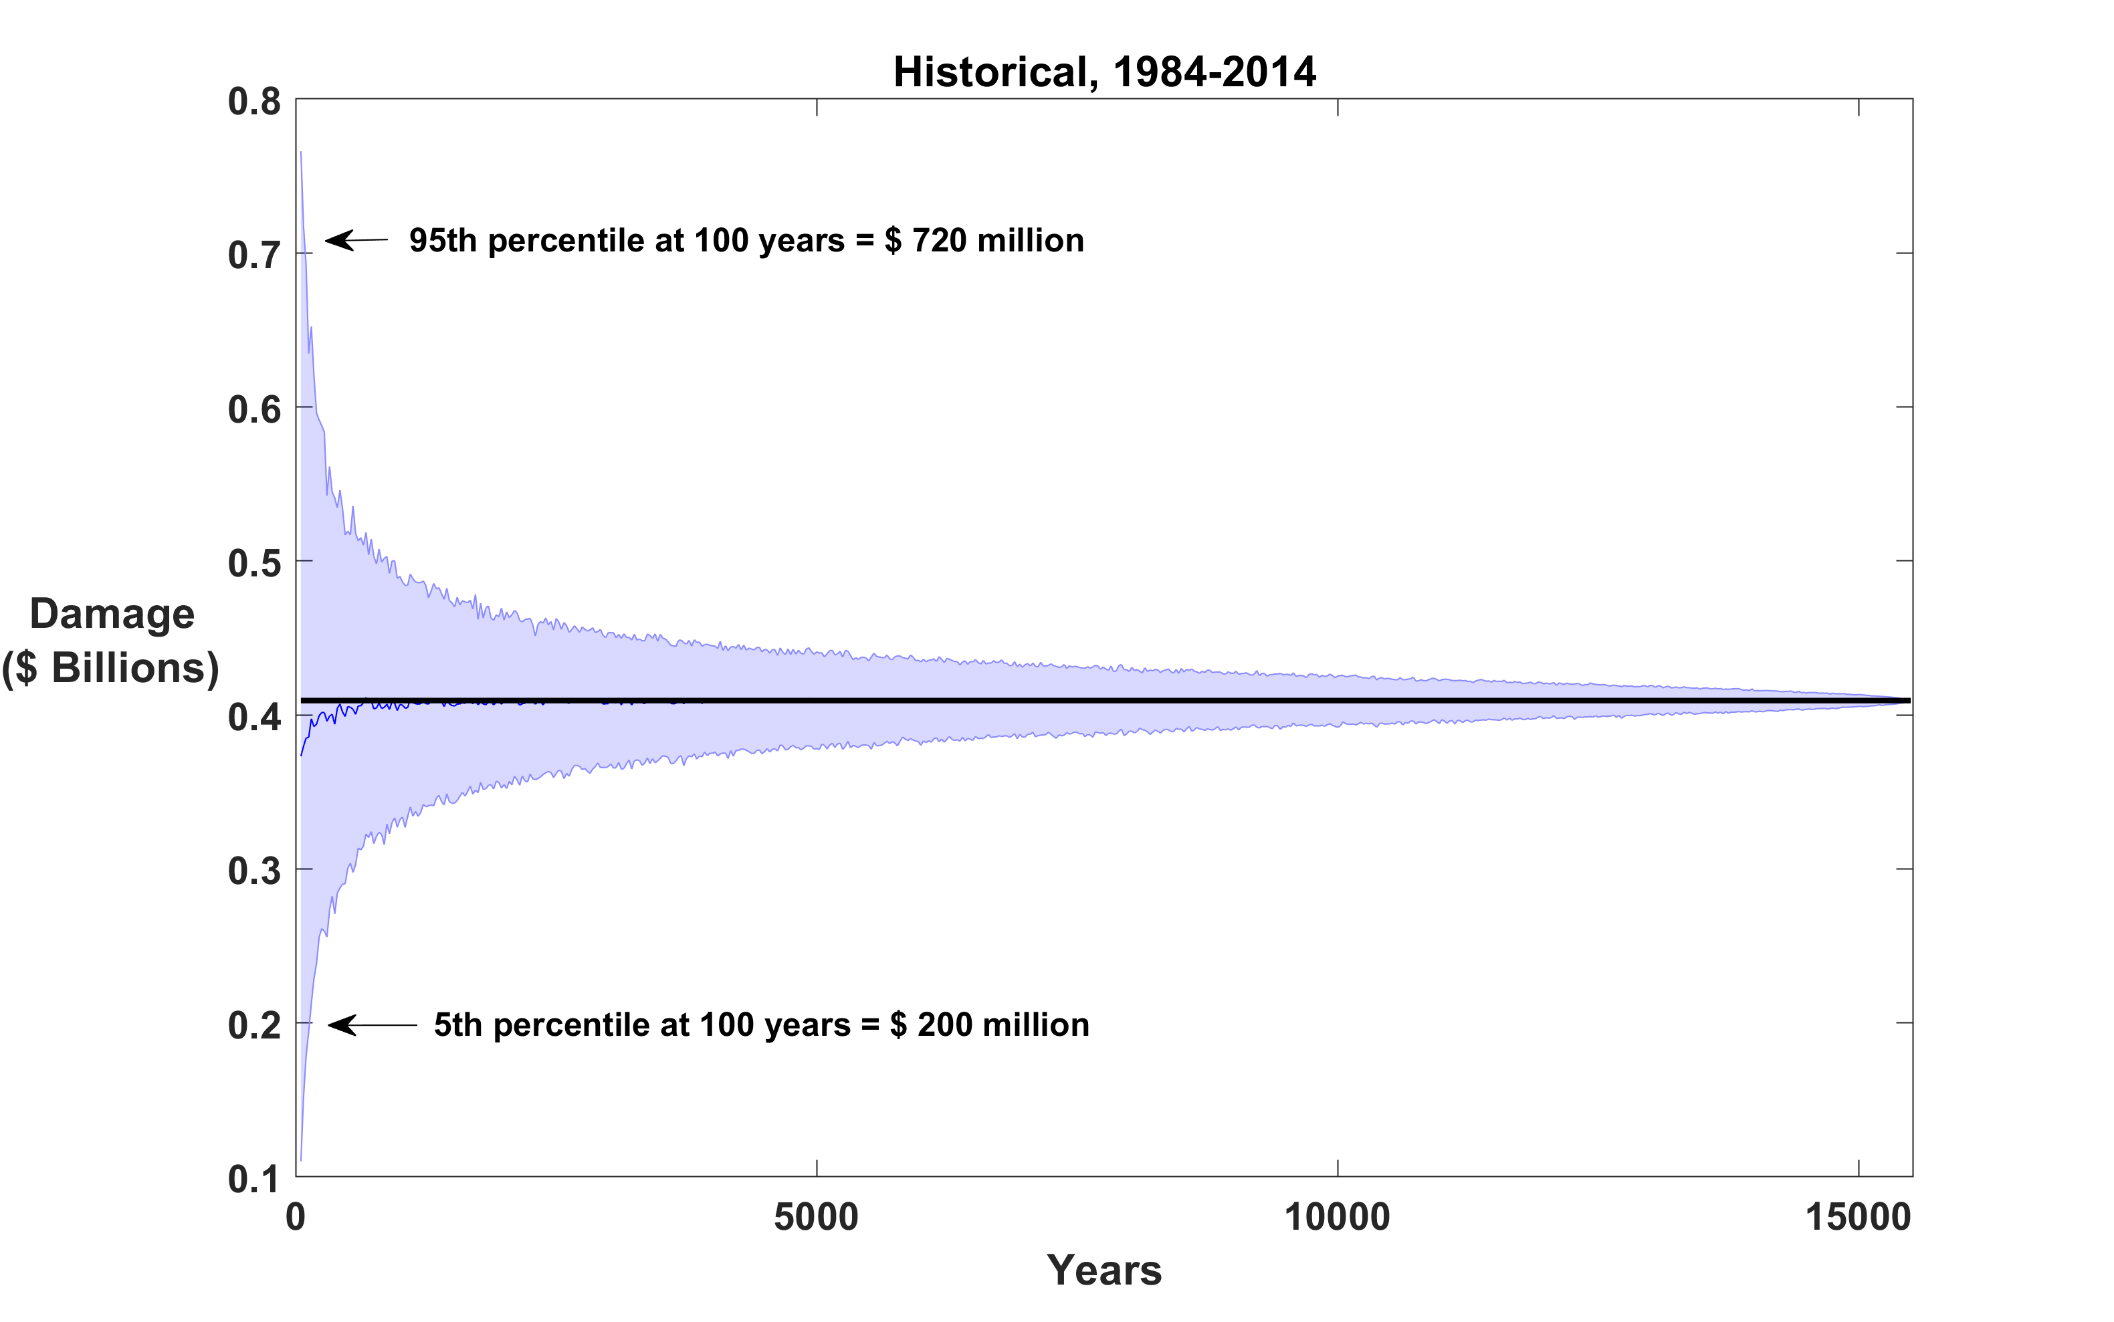 Historical, 1984-2014
0.8
95th percentile at 100 years = $ 720 million
0.7
0.6
0.5
Damage
($ Billions)
0.4
0.3
5th percentile at 100 years = $ 200 million
0.2
0.1
0 5000 10000 15000
Years